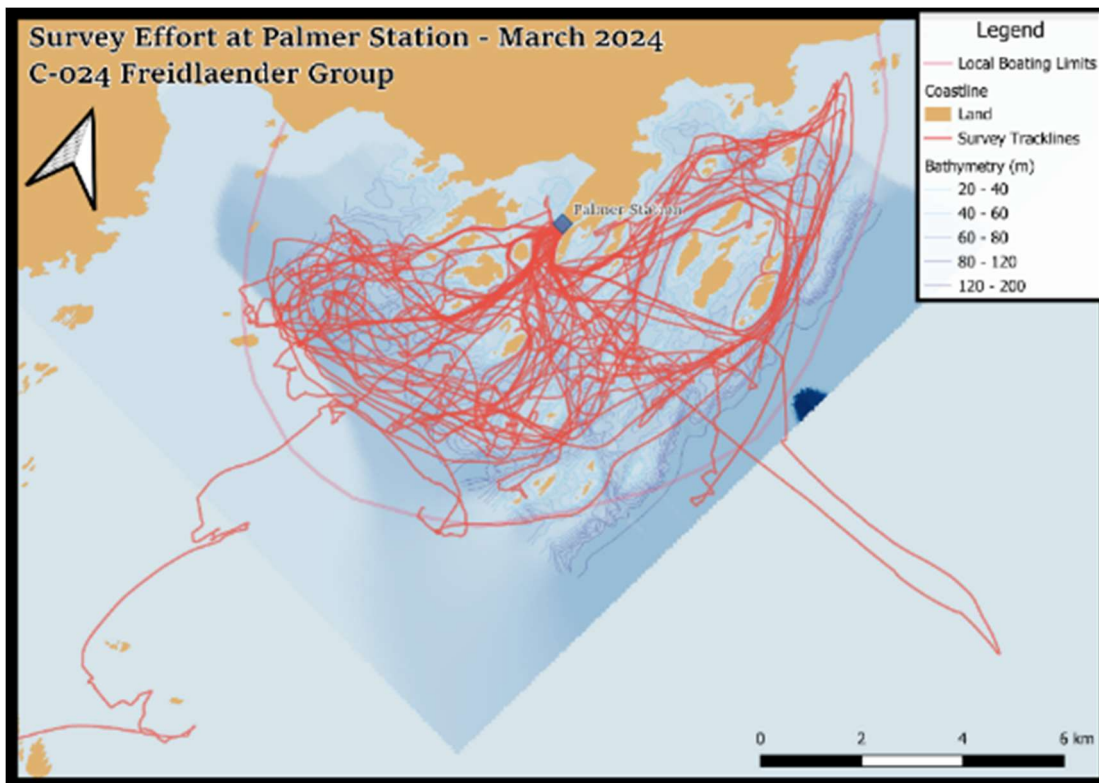 Survey Effort at Palmer Station - March 2024
C-024 Freidlaender Group
Legend
Local Boating Limits
Coastline
Land
Survey Tracklines
Bathymetry (m)
20 - 40
40 - 60
60 - 80
80 - 120
120 - 200
Palmer Station
0 2 4 6 km